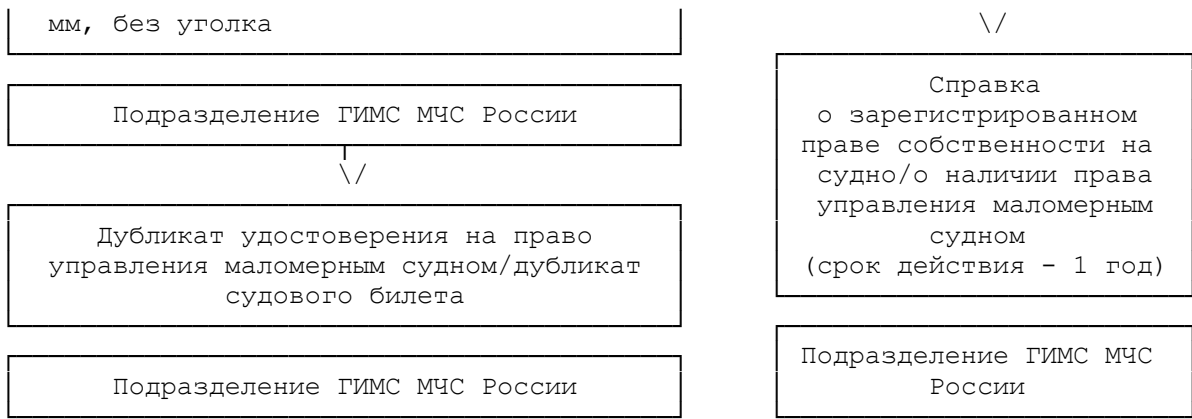 мм, без уголка
\/
Подразделение ГИМС МЧС России
\/
Дубликат удостоверения на право
управления маломерным судном/дубликат
судового билета
Подразделение ГИМС МЧС России
Справка
о зарегистрированном
праве собственности на
судно/о наличии права
управления маломерным
судном
(срок действия - 1 год)
Подразделение ГИМС МЧС
России